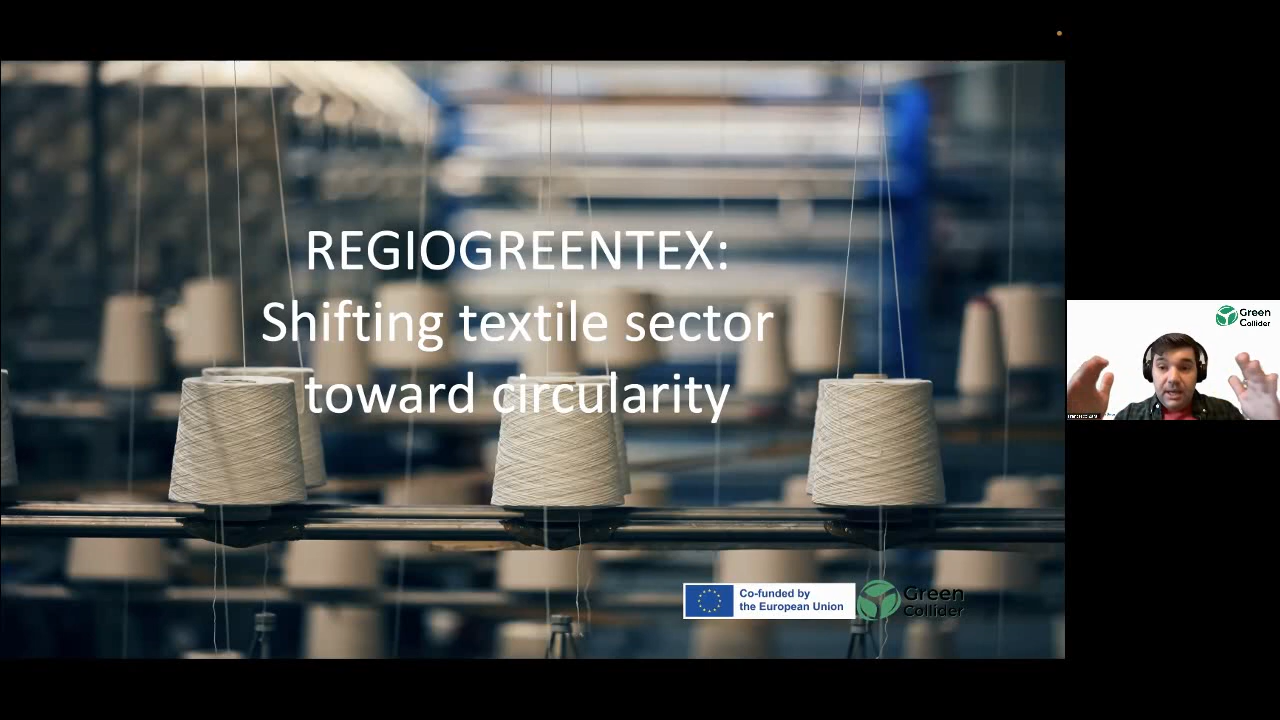 REGIOGREENTEX:
Shifting textile sector
toward circularity
Co-funded by
the European Union
Green
Collider
Green
Collider